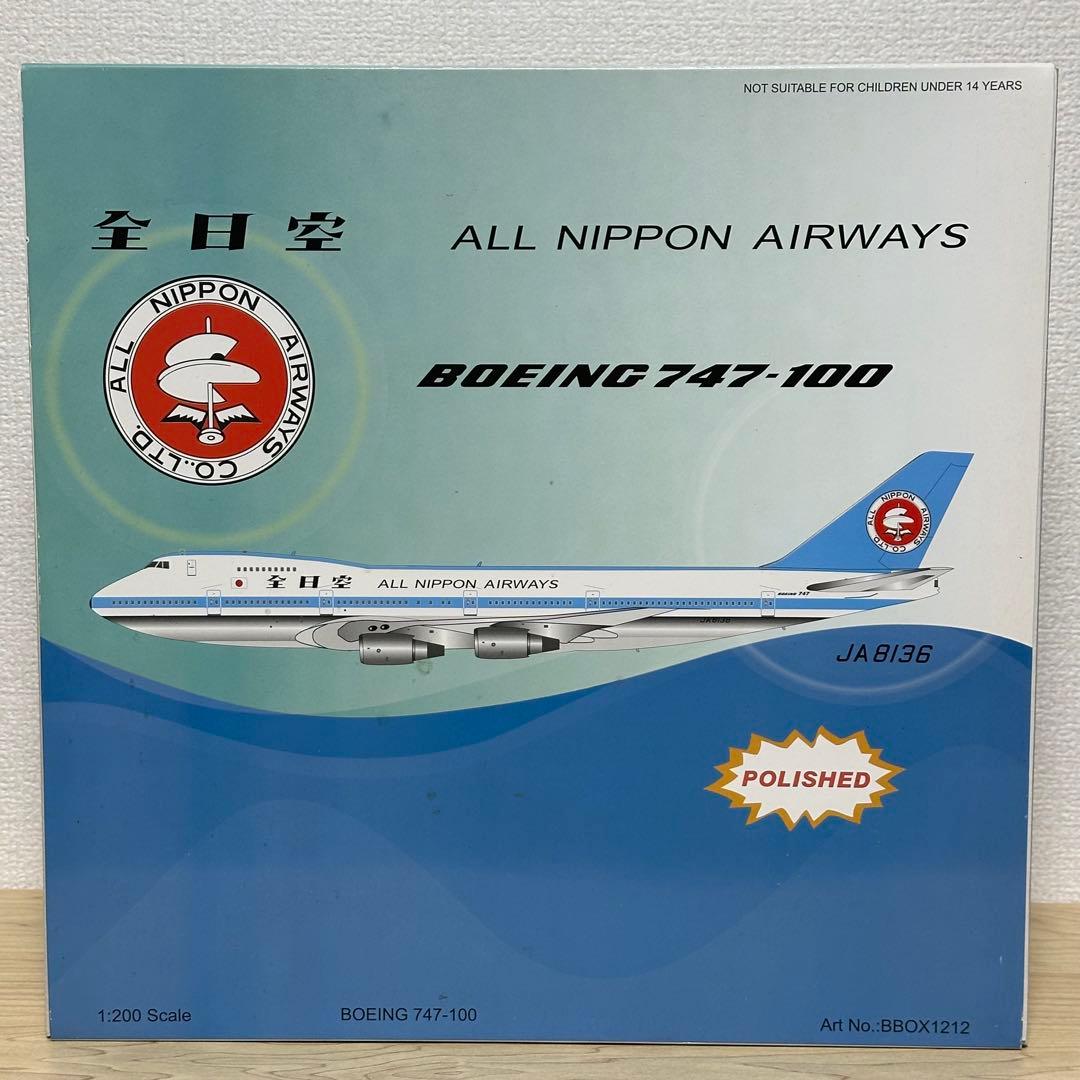 NOT SUITABLE FOR CHILDREN UNDER 14 YEARS
全日空 ALL NIPPON AIRWAYS
ALL NIPPON AIRWAYS CO.,LTD.
BOEING 747-100
ALL NIPPON AIRWAYS CO.,LTD.
全日空 ALL NIPPON AIRWAYS
BOEING 747
JA8136
JA8136
POLISHED
1:200 Scale
BOEING 747-100
Art No.:BBOX1212